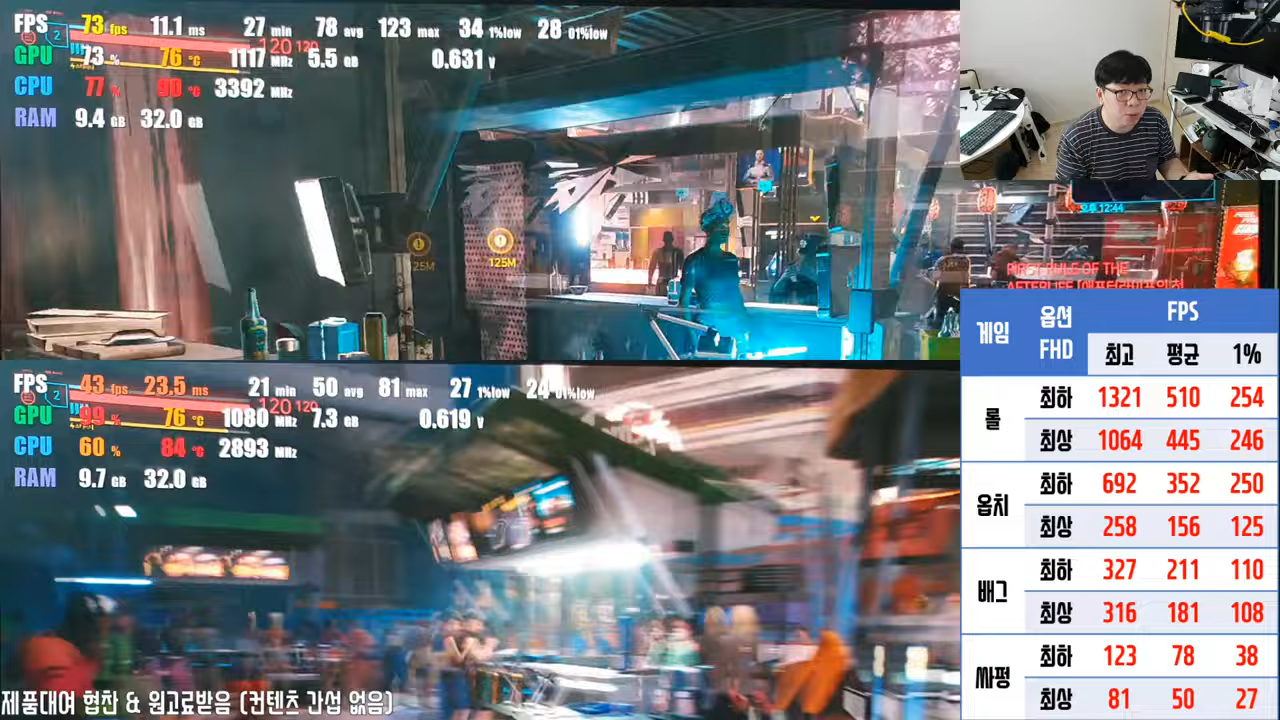 FPS 73 fps 11.1 ms 27 min 78 avg 123 max 34 1%low 28 01%low
GPU 73 % 76 °C 1117 MHz 5.5 GB 0.631 v
CPU 77 % 90 °C 3392 MHz
RAM 9.4 GB 32.0 GB
120 120
125M
오후 12:44
FIRST RULE OF THE
FPS 43 fps 23.5 ms 21 min 50 avg 81 max 27 1%low 24 01%low
GPU 99 % 76 °C 1080 MHz 7.3 GB 0.619 v
CPU 60 % 84 °C 2893 MHz
RAM 9.7 GB 32.0 GB
120 120
제품대여 협찬 & 원고료받음 (컨텐츠 간섭 없음)
게임 옵션 FHD FPS
최고 평균 1%
롤 최하 1321 510 254
최상 1064 445 246
옵치 최하 692 352 250
최상 258 156 125
배그 최하 327 211 110
최상 316 181 108
싸펑 최하 123 78 38
최상 81 50 27